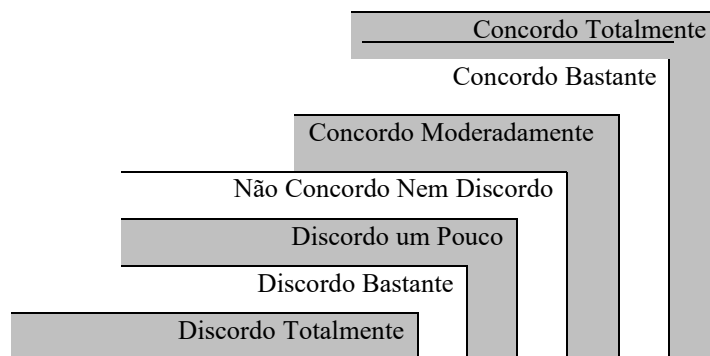 Concordo Totalmente
Concordo Bastante
Concordo Moderadamente
Não Concordo Nem Discordo
Discordo um Pouco
Discordo Bastante
Discordo Totalmente